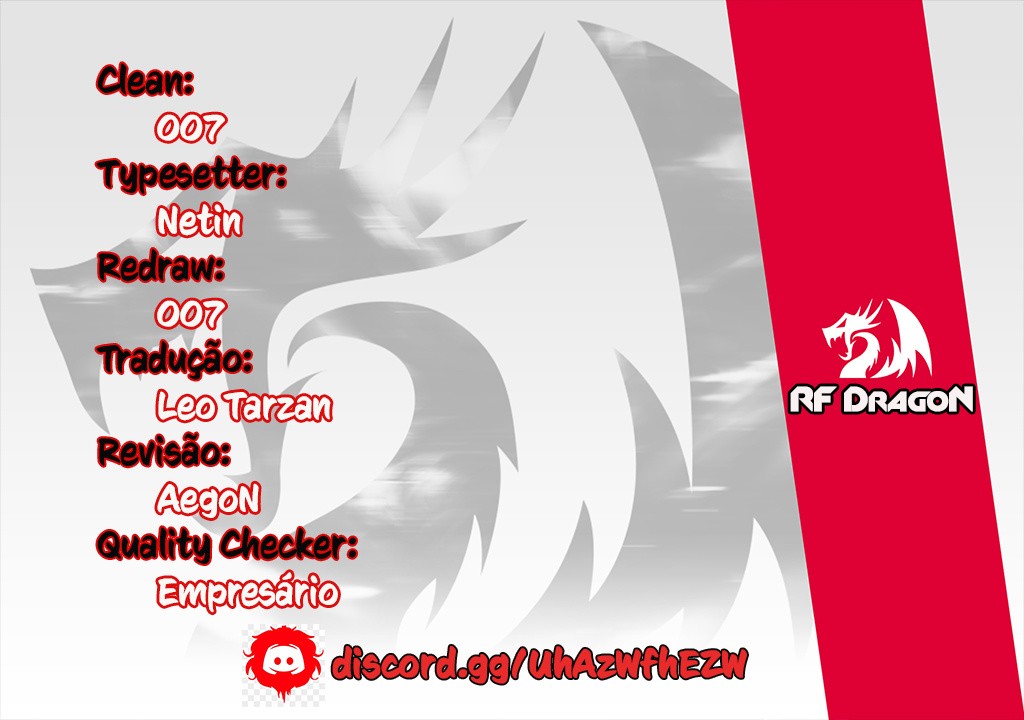 Clean:
007
Typesetter:
Netin
Redraw:
007
Tradução:
Leo Tarzan
Revisão:
AegoN
Quality Checker:
Empresário
discord.gg/UhAzWfhEZW
RF DRAGON